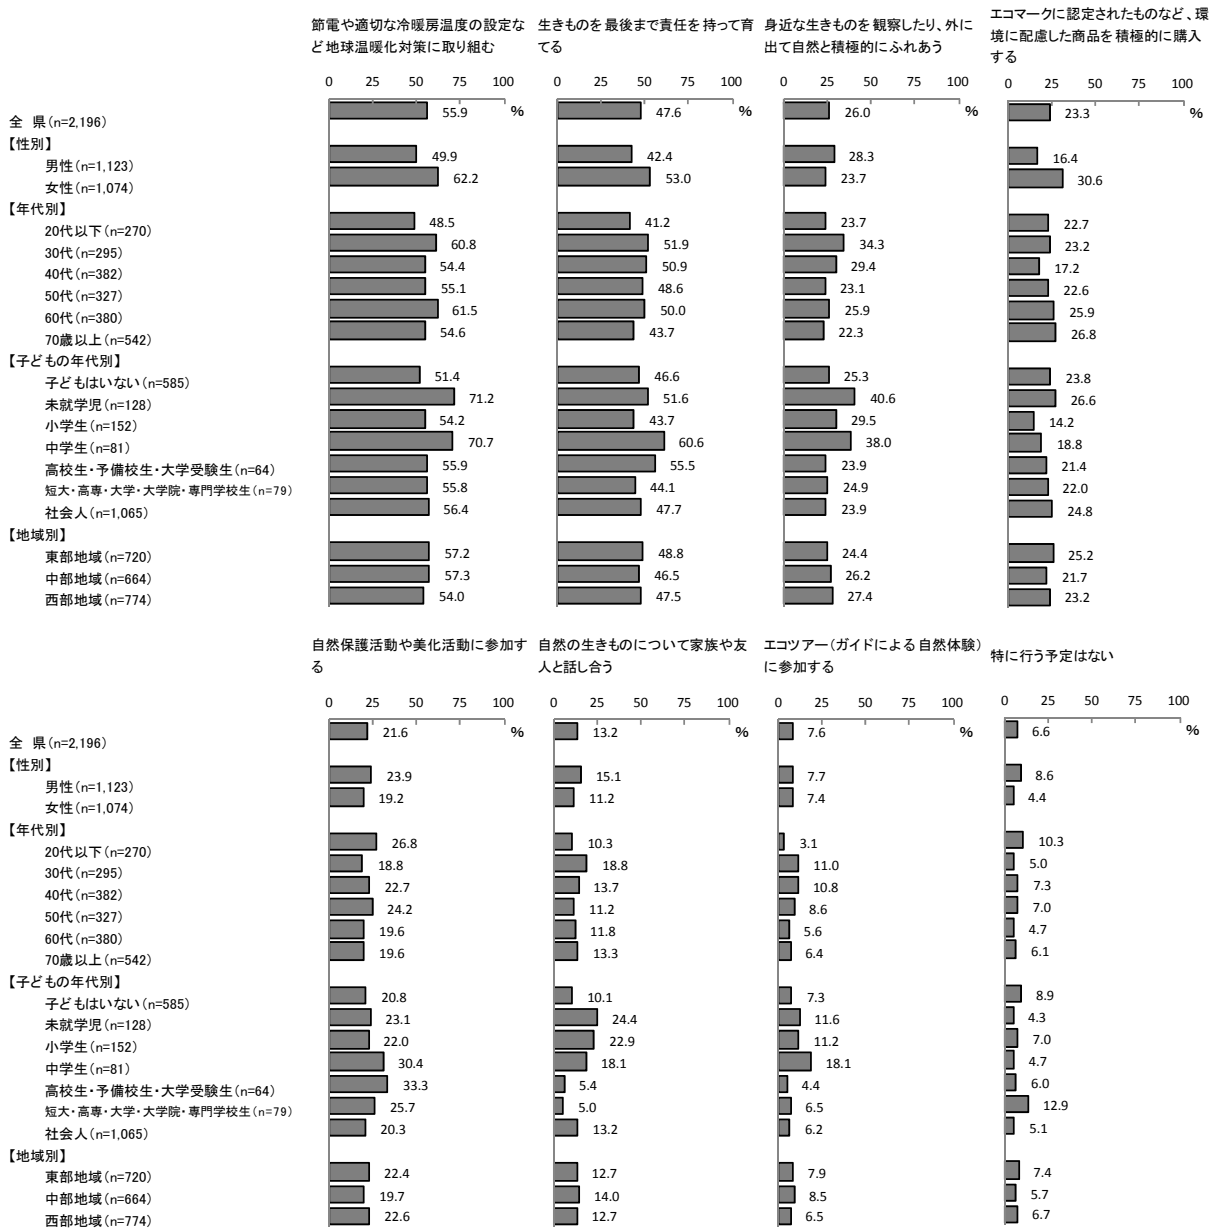 節電や適切な冷暖房温度の設定な
ど地球温暖化対策に取り組む
生きものを最後まで責任を持って育
てる
身近な生きものを観察したり、外に
出て自然と積極的にふれあう
エコマークに認定されたものなど、環
境に配慮した商品を積極的に購入
する
0 25 50 75 100
0 25 50 75 100
0 25 50 75 100
0 25 50 75 100
全 県(n=2,196) 55.9 % 47.6 % 26.0 % 23.3 %
【性別】
男性(n=1,123) 49.9 42.4 28.3 16.4
女性(n=1,074) 62.2 53.0 23.7 30.6
【年代別】
20代以下(n=270) 48.5 41.2 23.7 22.7
30代(n=295) 60.8 51.9 34.3 23.2
40代(n=382) 54.4 50.9 29.4 17.2
50代(n=327) 55.1 48.6 23.1 22.6
60代(n=380) 61.5 50.0 25.9 25.9
70歳以上(n=542) 54.6 43.7 22.3 26.8
【子どもの年代別】
子どもはいない(n=585) 51.4 46.6 25.3 23.8
未就学児(n=128) 71.2 51.6 40.6 26.6
小学生(n=152) 54.2 43.7 29.5 14.2
中学生(n=81) 70.7 60.6 38.0 18.8
高校生・予備校生・大学受験生(n=64) 55.9 55.5 23.9 21.4
短大・高専・大学・大学院・専門学校生(n=79) 55.8 44.1 24.9 22.0
社会人(n=1,065) 56.4 47.7 23.9 24.8
【地域別】
東部地域(n=720) 57.2 48.8 24.4 25.2
中部地域(n=664) 57.3 46.5 26.2 21.7
西部地域(n=774) 54.0 47.5 27.4 23.2
自然保護活動や美化活動に参加す
る
自然の生きものについて家族や友
人と話し合う
エコツアー(ガイドによる自然体験)
に参加する
特に行う予定はない
0 25 50 75 100
0 25 50 75 100
0 25 50 75 100
0 25 50 75 100
全 県(n=2,196) 21.6 % 13.2 % 7.6 % 6.6 %
【性別】
男性(n=1,123) 23.9 15.1 7.7 8.6
女性(n=1,074) 19.2 11.2 7.4 4.4
【年代別】
20代以下(n=270) 26.8 10.3 3.1 10.3
30代(n=295) 18.8 18.8 11.0 5.0
40代(n=382) 22.7 13.7 10.8 7.3
50代(n=327) 24.2 11.2 8.6 7.0
60代(n=380) 19.6 11.8 5.6 4.7
70歳以上(n=542) 19.6 13.3 6.4 6.1
【子どもの年代別】
子どもはいない(n=585) 20.8 10.1 7.3 8.9
未就学児(n=128) 23.1 24.4 11.6 4.3
小学生(n=152) 22.0 22.9 11.2 7.0
中学生(n=81) 30.4 18.1 18.1 4.7
高校生・予備校生・大学受験生(n=64) 33.3 5.4 4.4 6.0
短大・高専・大学・大学院・専門学校生(n=79) 25.7 5.0 6.5 12.9
社会人(n=1,065) 20.3 13.2 6.2 5.1
【地域別】
東部地域(n=720) 22.4 12.7 7.9 7.4
中部地域(n=664) 19.7 14.0 8.5 5.7
西部地域(n=774) 22.6 12.7 6.5 6.7